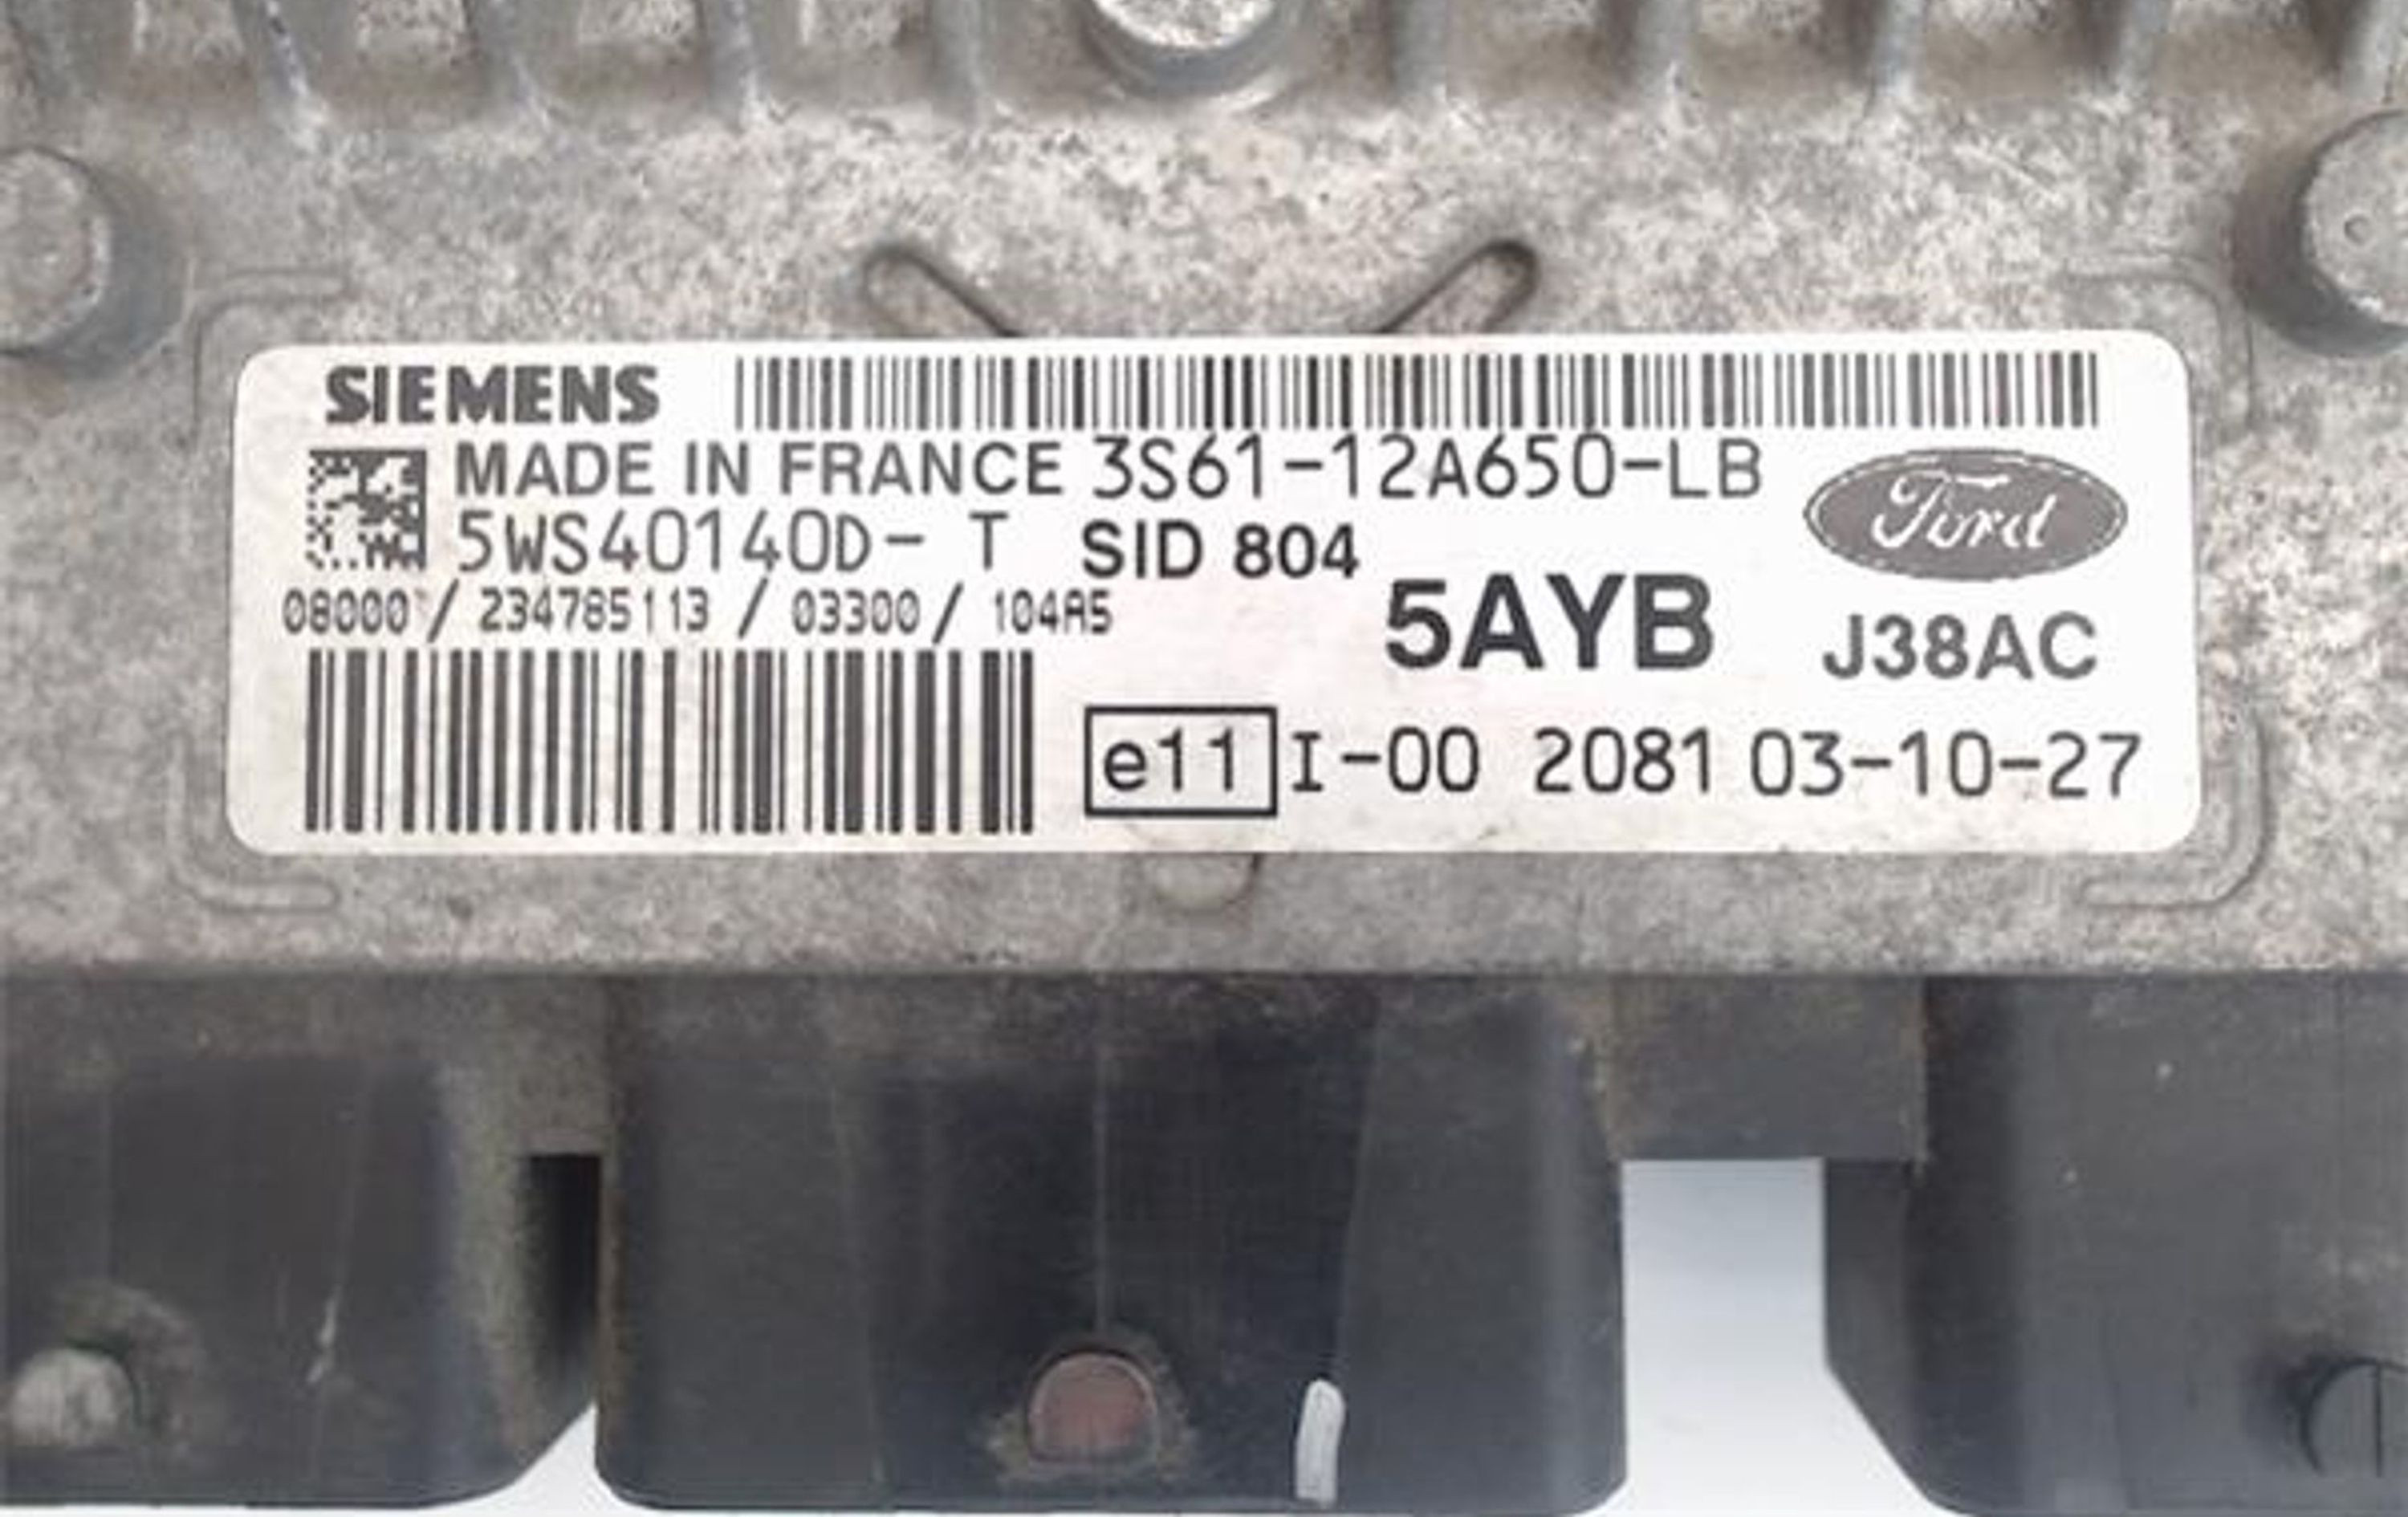 SIEMENS
MADE IN FRANCE 3S61-12A650-LB
Ford
5WS40140D- T SID 804
08000 / 234785113 / 03300 / 104A5
5AYB J38AC
e11 I-00 2081 03-10-27